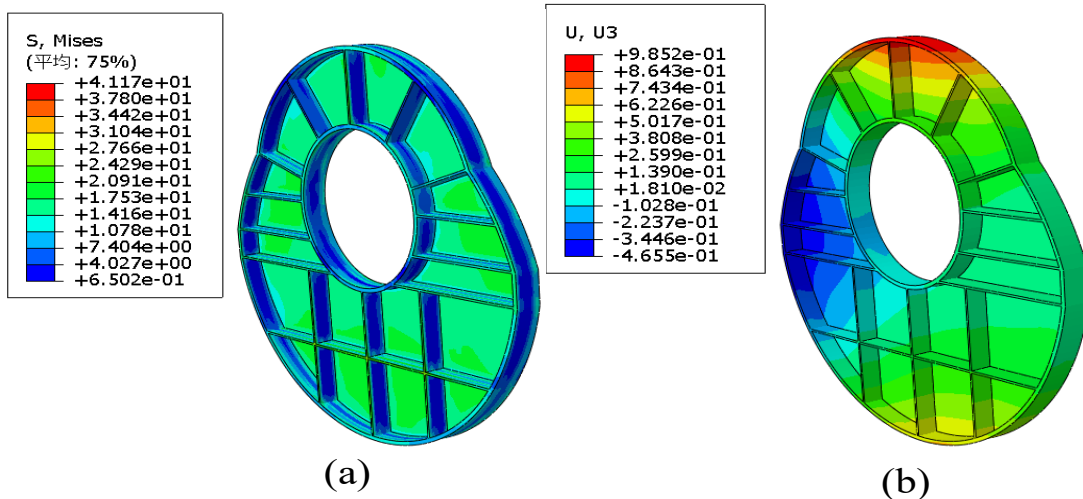 S, Mises
(平均: 75%)
+4.117e+01
+3.780e+01
+3.442e+01
+3.104e+01
+2.766e+01
+2.429e+01
+2.091e+01
+1.753e+01
+1.416e+01
+1.078e+01
+7.404e+00
+4.027e+00
+6.502e-01
U, U3
+9.852e-01
+8.643e-01
+7.434e-01
+6.226e-01
+5.017e-01
+3.808e-01
+2.599e-01
+1.390e-01
+1.810e-02
-1.028e-01
-2.237e-01
-3.446e-01
-4.655e-01
(a)
(b)